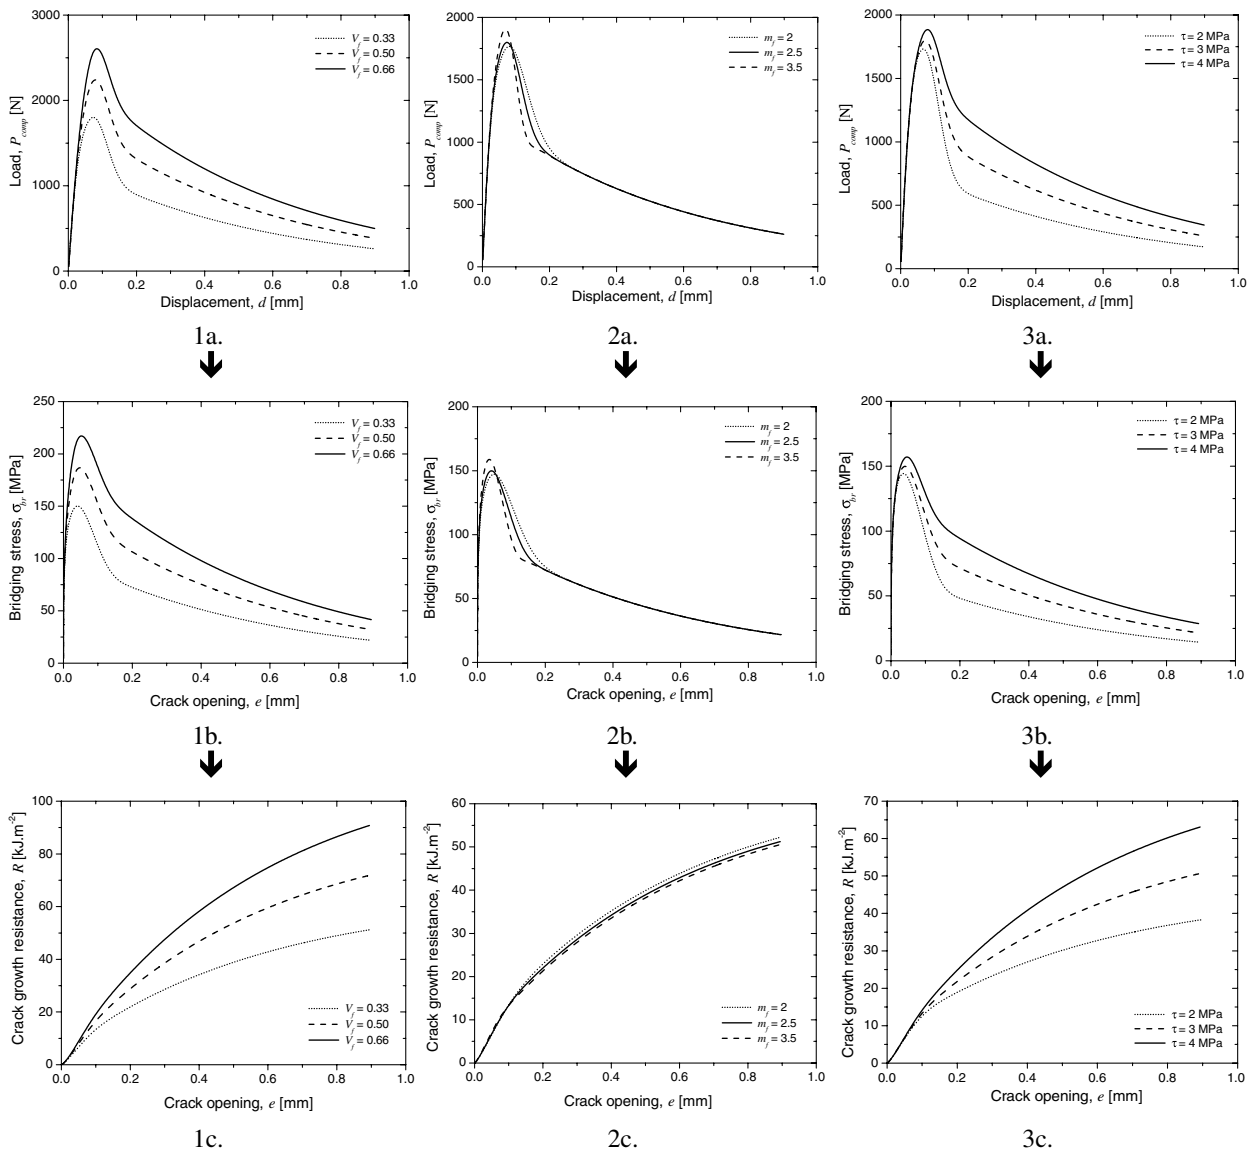 3000
2500
2000
1500
1000
500
0
Load, P_comp [N]
V_f = 0.33
V_f = 0.50
V_f = 0.66
0.0 0.2 0.4 0.6 0.8 1.0
Displacement, d [mm]
1a.
2000
1750
1500
1250
1000
750
500
250
0
Load, P_comp [N]
m_f = 2
m_f = 2.5
m_f = 3.5
0.0 0.2 0.4 0.6 0.8 1.0
Displacement, d [mm]
2a.
2000
1750
1500
1250
1000
750
500
250
0
Load, P_comp [N]
τ = 2 MPa
τ = 3 MPa
τ = 4 MPa
0.0 0.2 0.4 0.6 0.8 1.0
Displacement, d [mm]
3a.
250
200
150
100
50
0
Bridging stress, σ_br [MPa]
V_f = 0.33
V_f = 0.50
V_f = 0.66
0.0 0.2 0.4 0.6 0.8 1.0
Crack opening, e [mm]
1b.
200
150
100
50
0
Bridging stress, σ_br [MPa]
m_f = 2
m_f = 2.5
m_f = 3.5
0.0 0.2 0.4 0.6 0.8 1.0
Crack opening, e [mm]
2b.
200
150
100
50
0
Bridging stress, σ_br [MPa]
τ = 2 MPa
τ = 3 MPa
τ = 4 MPa
0.0 0.2 0.4 0.6 0.8 1.0
Crack opening, e [mm]
3b.
100
80
60
40
20
0
Crack growth resistance, R [kJ.m⁻²]
V_f = 0.33
V_f = 0.50
V_f = 0.66
0.0 0.2 0.4 0.6 0.8 1.0
Crack opening, e [mm]
1c.
60
50
40
30
20
10
0
Crack growth resistance, R [kJ.m⁻²]
m_f = 2
m_f = 2.5
m_f = 3.5
0.0 0.2 0.4 0.6 0.8 1.0
Crack opening, e [mm]
2c.
70
60
50
40
30
20
10
0
Crack growth resistance, R [kJ.m⁻²]
τ = 2 MPa
τ = 3 MPa
τ = 4 MPa
0.0 0.2 0.4 0.6 0.8 1.0
Crack opening, e [mm]
3c.